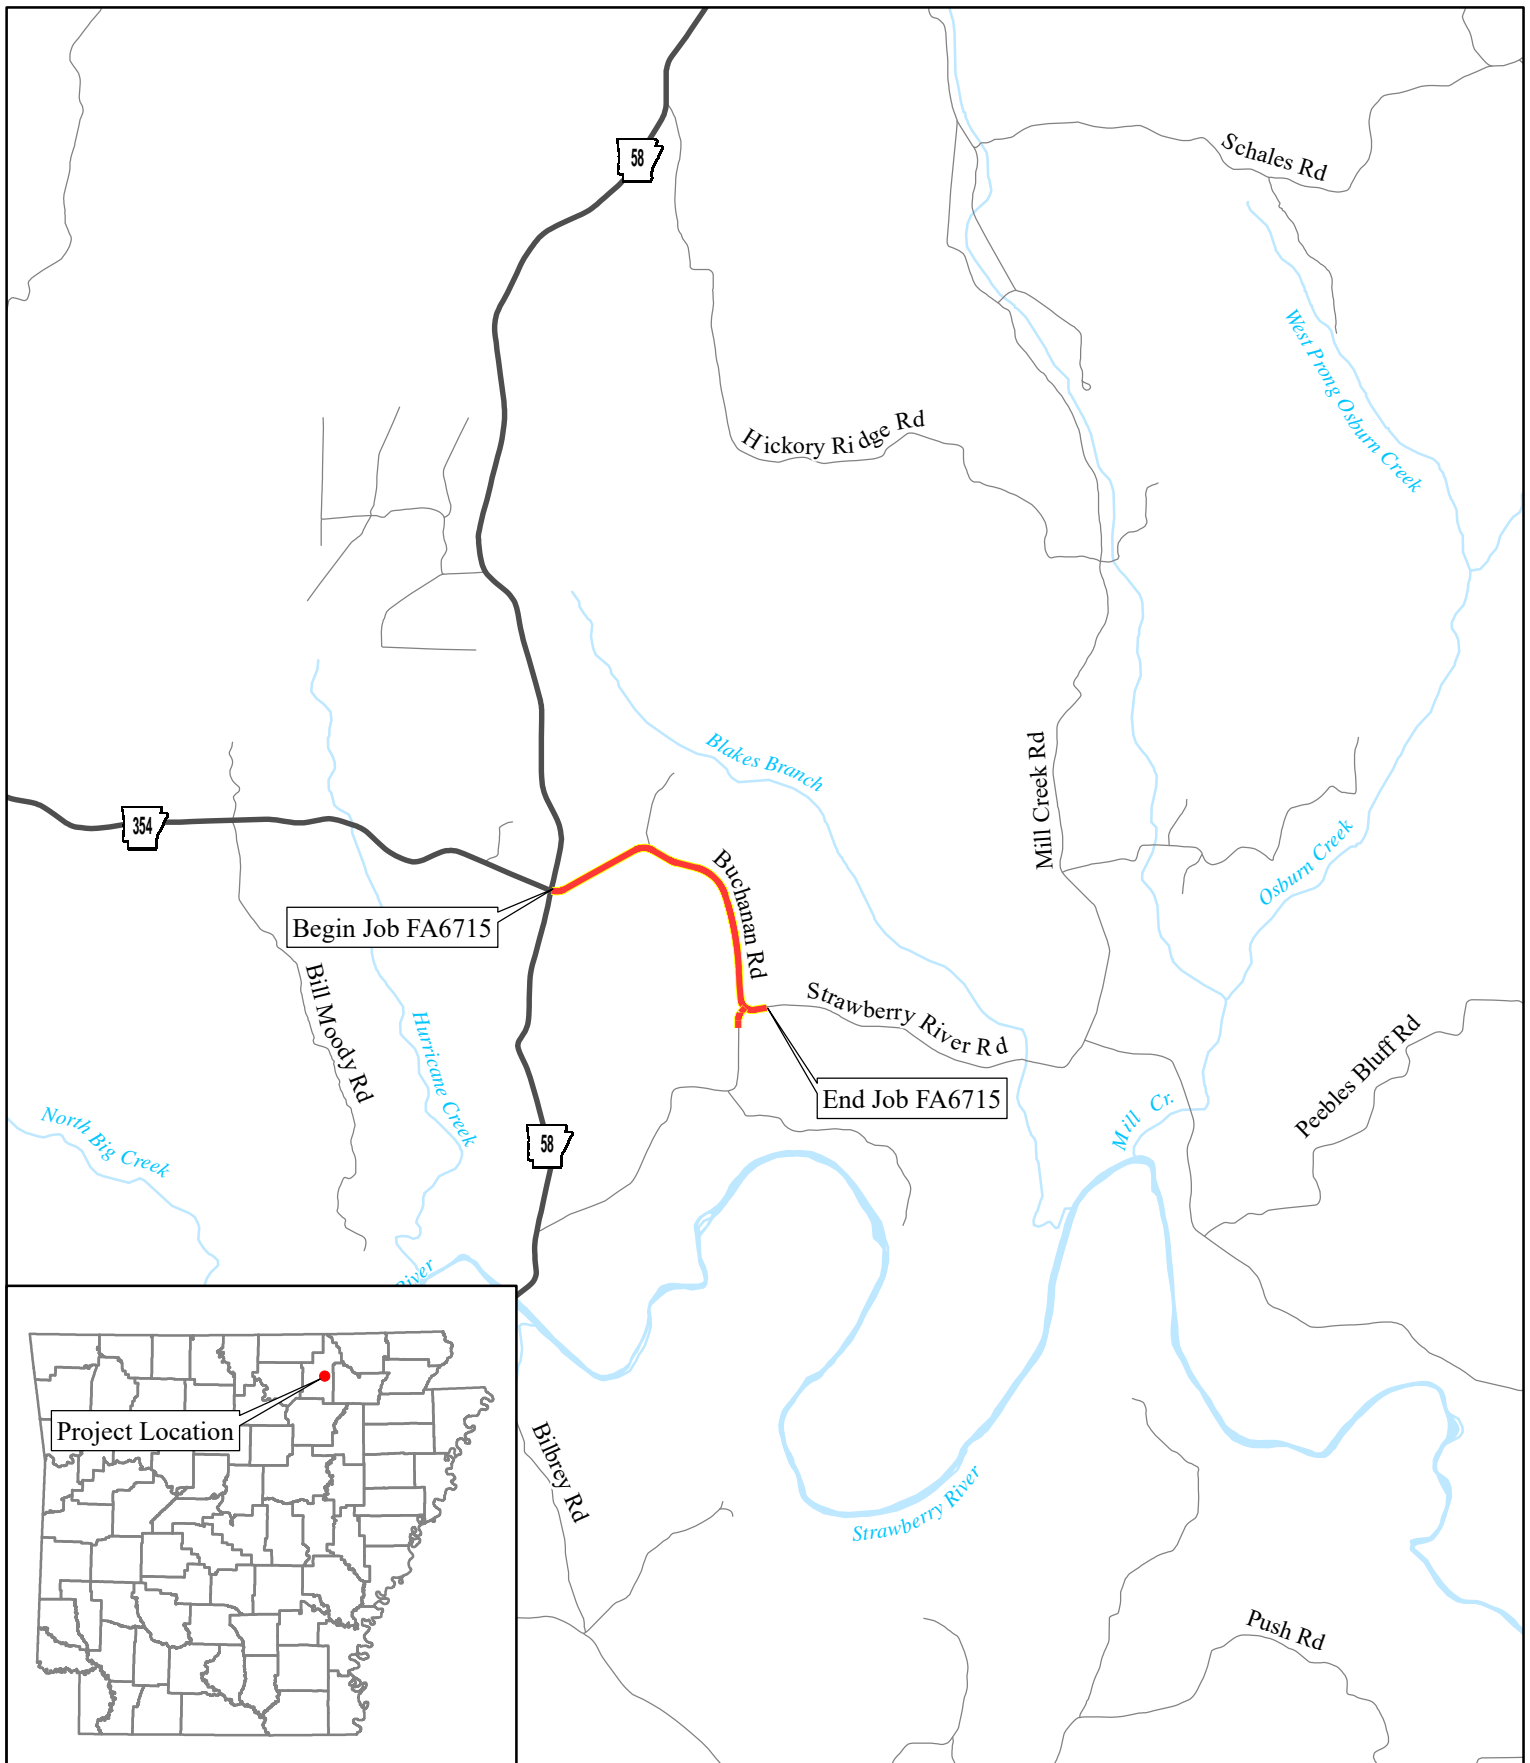 58
Schales Rd
West Prong Osburn Creek
Hickory Ridge Rd
Blakes Branch
Mill Creek Rd
354
Buchanan Rd
Osburn Creek
Begin Job FA6715
Bill Moody Rd
Hurricane Creek
Strawberry River Rd
Peebles Bluff Rd
End Job FA6715
Mill Cr.
North Big Creek
58
River
Project Location
Bilbrey Rd
Strawberry River
Push Rd